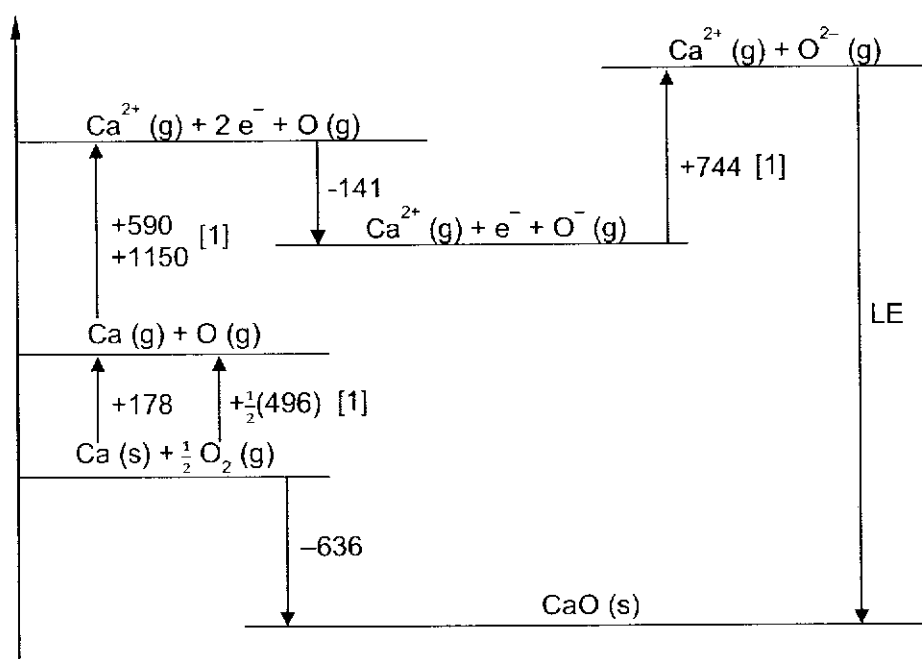 Ca²⁺ (g) + O²⁻ (g)
Ca²⁺ (g) + 2 e⁻ + O (g)
+744 [1]
-141
Ca²⁺ (g) + e⁻ + O⁻ (g)
+590
+1150 [1]
LE
Ca (g) + O (g)
+178 +½(496) [1]
Ca (s) + ½ O₂ (g)
–636
CaO (s)